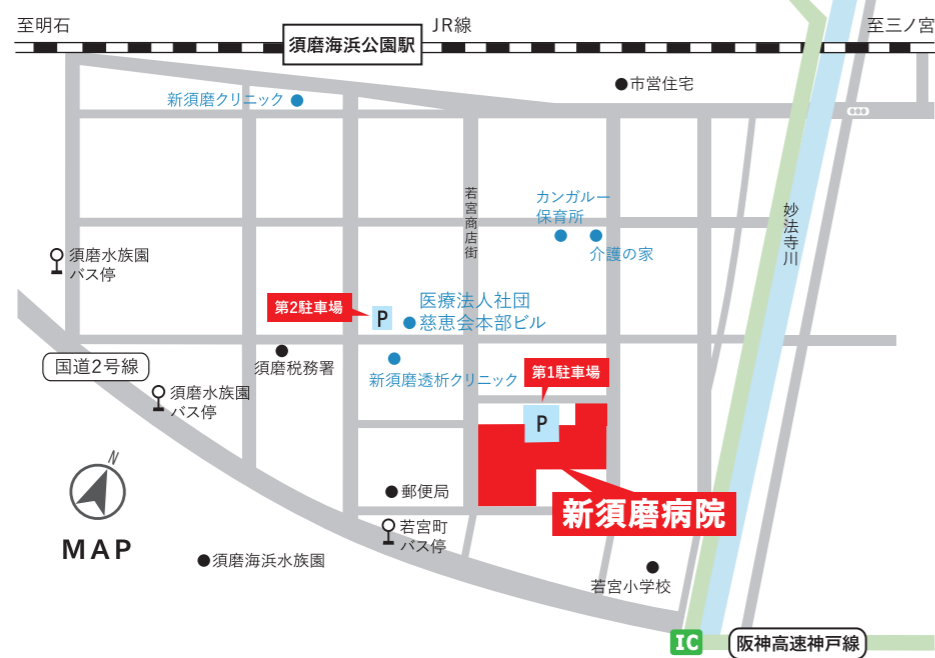 至明石
JR線
至三ノ宮
須磨海浜公園駅
市営住宅
新須磨クリニック
若宮商店街
カンガルー
保育所
介護の家
妙法寺川
須磨水族園
バス停
第2駐車場
P
医療法人社団
慈恵会本部ビル
国道2号線
須磨税務署
新須磨透析クリニック
第1駐車場
P
須磨水族園
バス停
N
MAP
郵便局
新須磨病院
若宮町
バス停
須磨海浜水族園
若宮小学校
IC
阪神高速神戸線